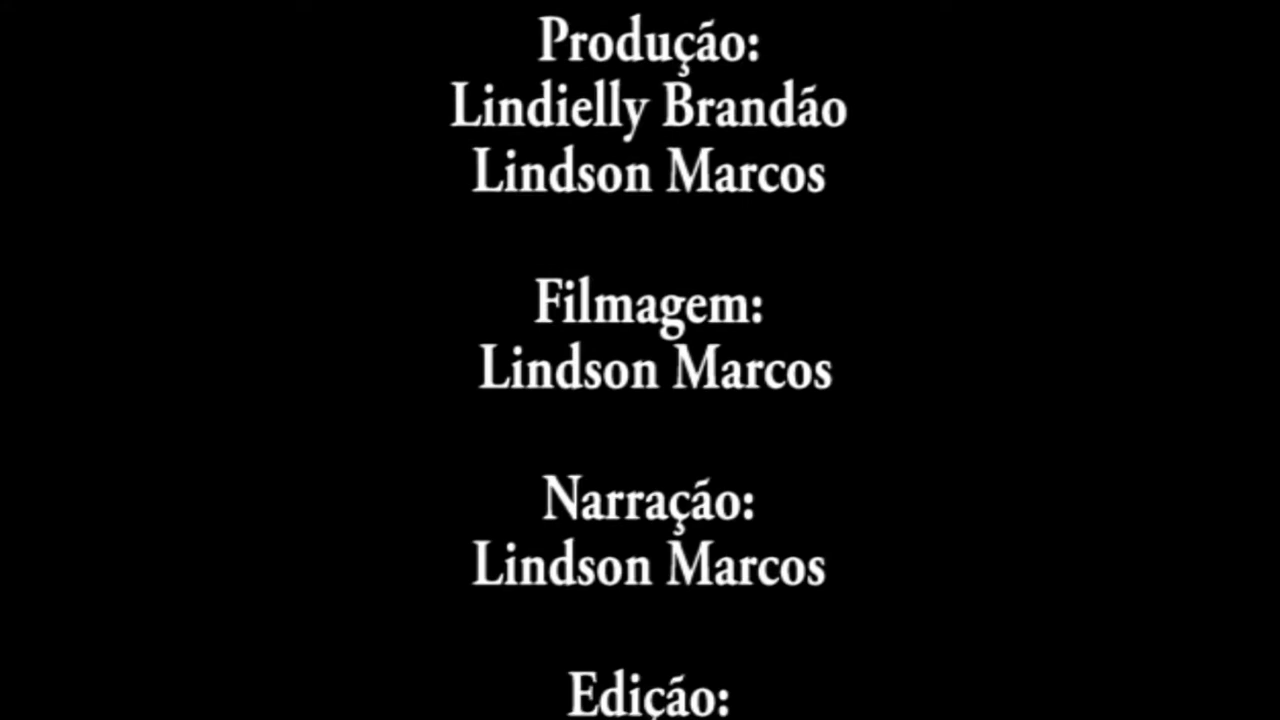 Produção:
Lindielly Brandão
Lindson Marcos
Filmagem:
Lindson Marcos
Narração:
Lindson Marcos
Edição: